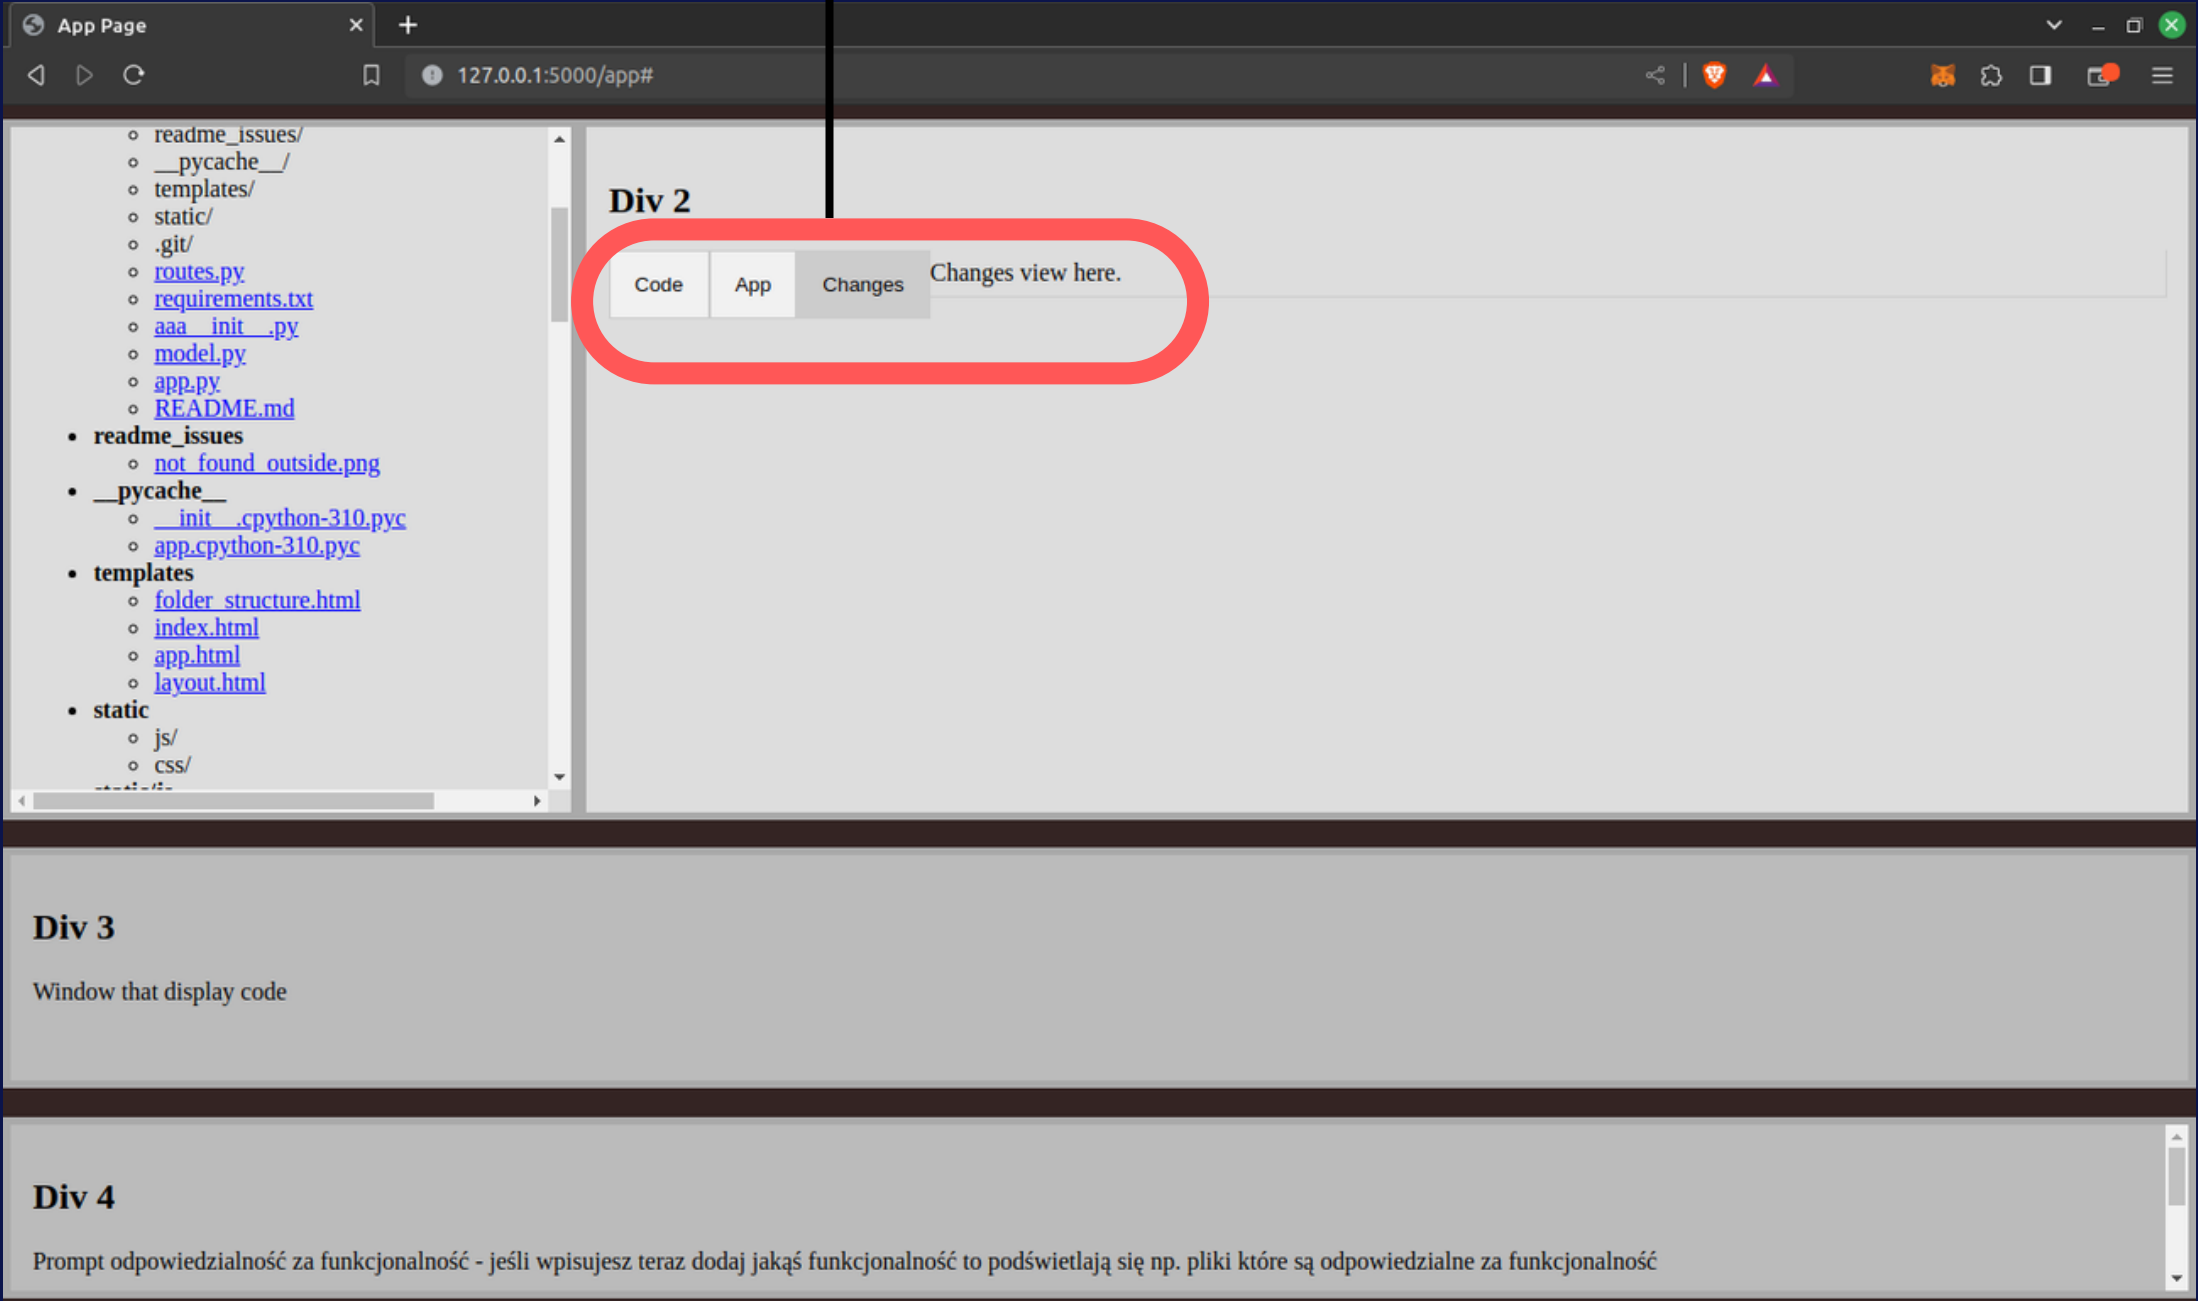 App Page
127.0.0.1:5000/app#
readme_issues/
__pycache__/
templates/
static/
.git/
routes.py
requirements.txt
aaa__init__.py
model.py
app.py
README.md
readme_issues
not_found_outside.png
__pycache__
__init__.cpython-310.pyc
app.cpython-310.pyc
templates
folder_structure.html
index.html
app.html
layout.html
static
js/
css/
Div 2
Code App Changes Changes view here.
Div 3
Window that display code
Div 4
Prompt odpowiedzialność za funkcjonalność - jeśli wpisujesz teraz dodaj jakąś funkcjonalność to podświetlają się np. pliki które są odpowiedzialne za funkcjonalność